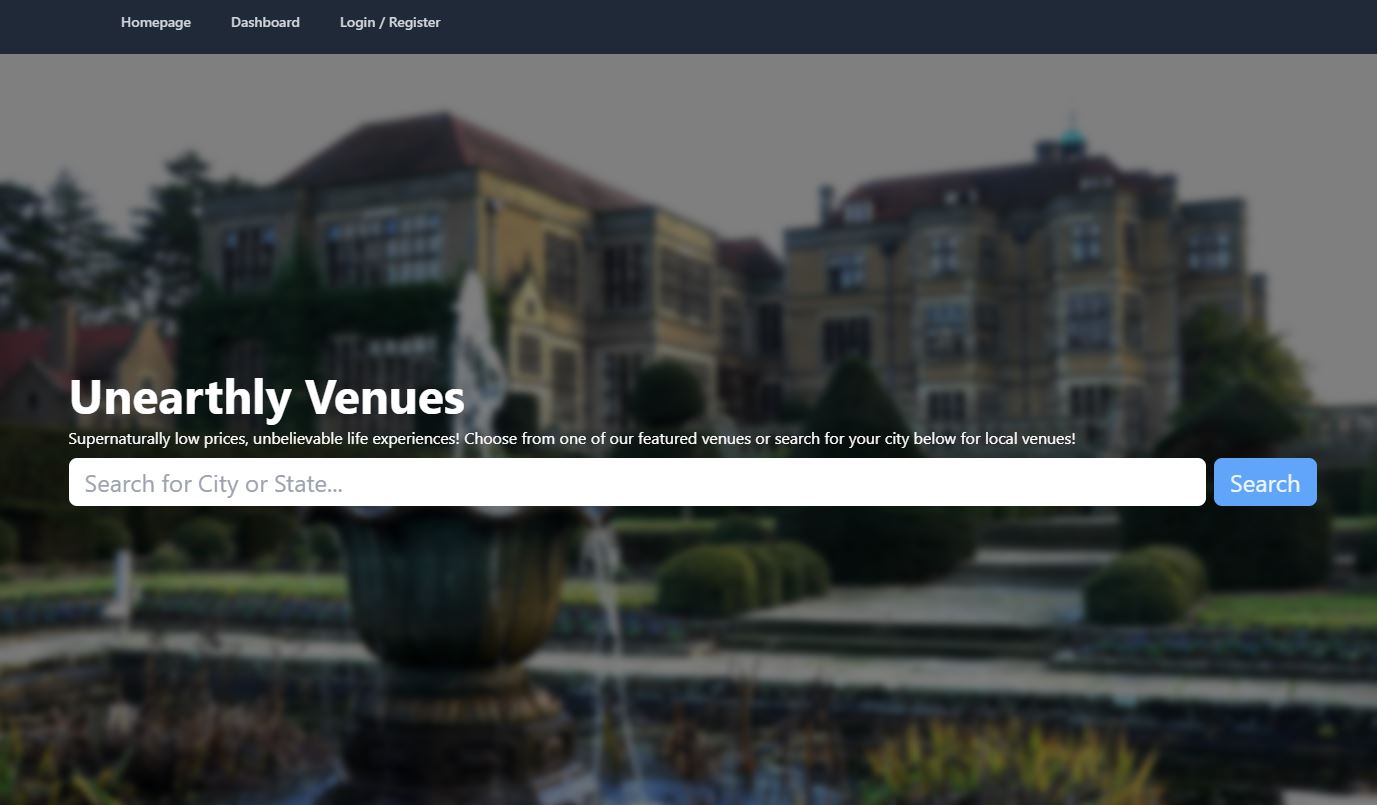 Homepage Dashboard Login / Register
Unearthly Venues
Supernaturally low prices, unbelievable life experiences! Choose from one of our featured venues or search for your city below for local venues!
Search for City or State... Search